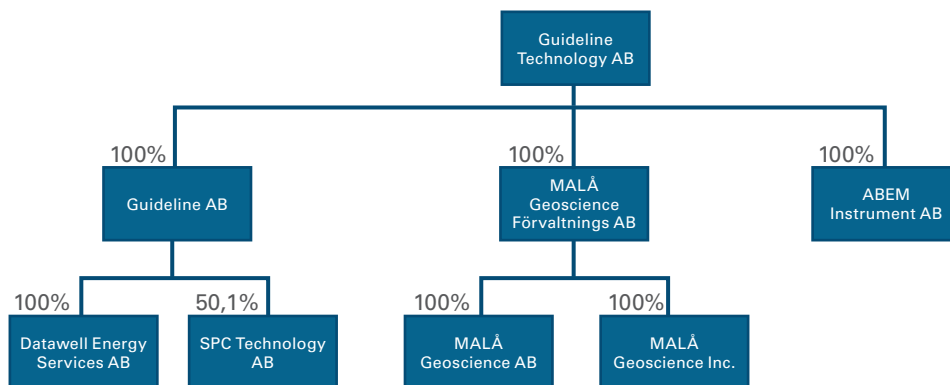 Guideline
Technology AB
100%
100%
100%
Guideline AB
MALÅ
Geoscience
Förvaltnings AB
ABEM
Instrument AB
100%
50,1%
100%
100%
Datawell Energy
Services AB
SPC Technology
AB
MALÅ
Geoscience AB
MALÅ
Geoscience Inc.